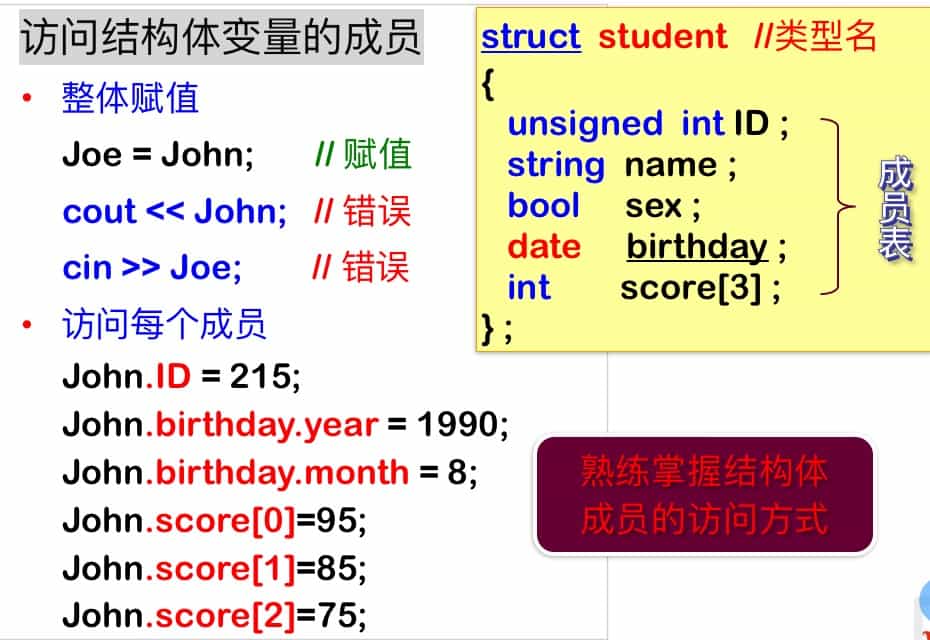 访问结构体变量的成员
• 整体赋值
Joe = John; // 赋值
cout << John; // 错误
cin >> Joe; // 错误
• 访问每个成员
John.ID = 215;
John.birthday.year = 1990;
John.birthday.month = 8;
John.score[0]=95;
John.score[1]=85;
John.score[2]=75;
struct student //类型名
{
unsigned int ID ;
string name ;
bool sex ;
date birthday ;
int score[3] ;
} ;
成员表
熟练掌握结构体
成员的访问方式